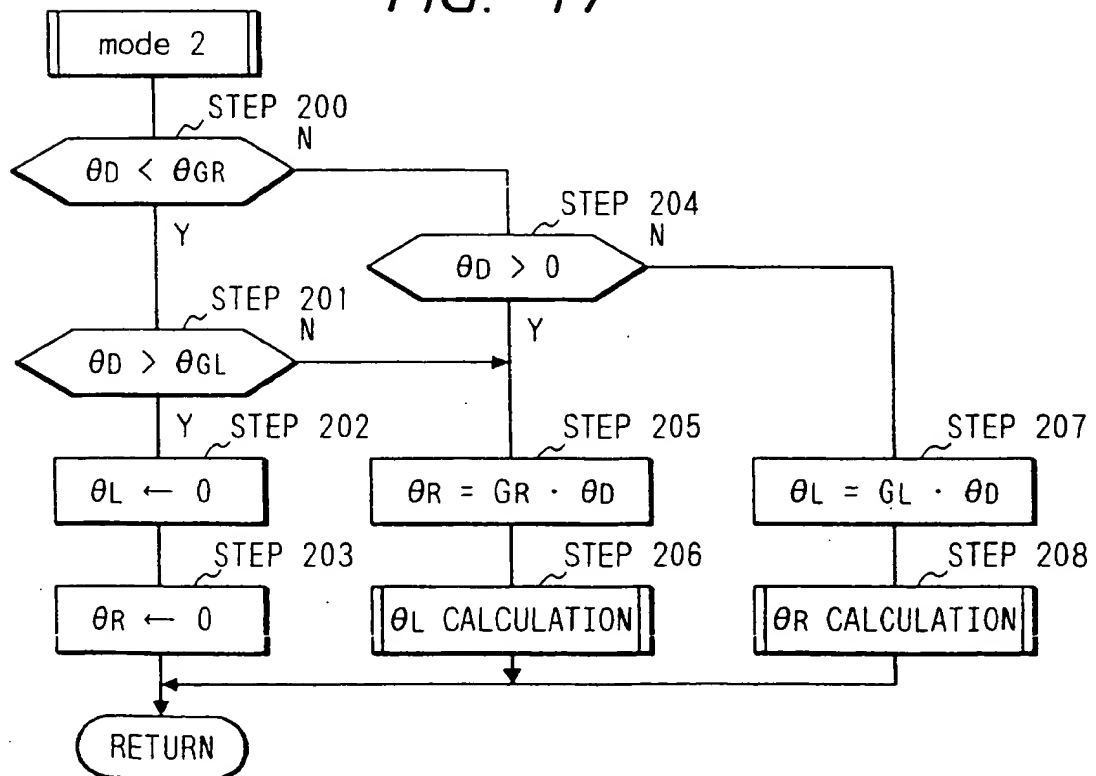 FIG. 17
mode 2
STEP 200
N
θD < θGR
Y
STEP 204
N
θD > 0
Y
STEP 201
N
θD > θGL
Y
STEP 202
θL ← 0
STEP 205
θR = GR · θD
STEP 207
θL = GL · θD
STEP 203
θR ← 0
STEP 206
θL CALCULATION
STEP 208
θR CALCULATION
RETURN